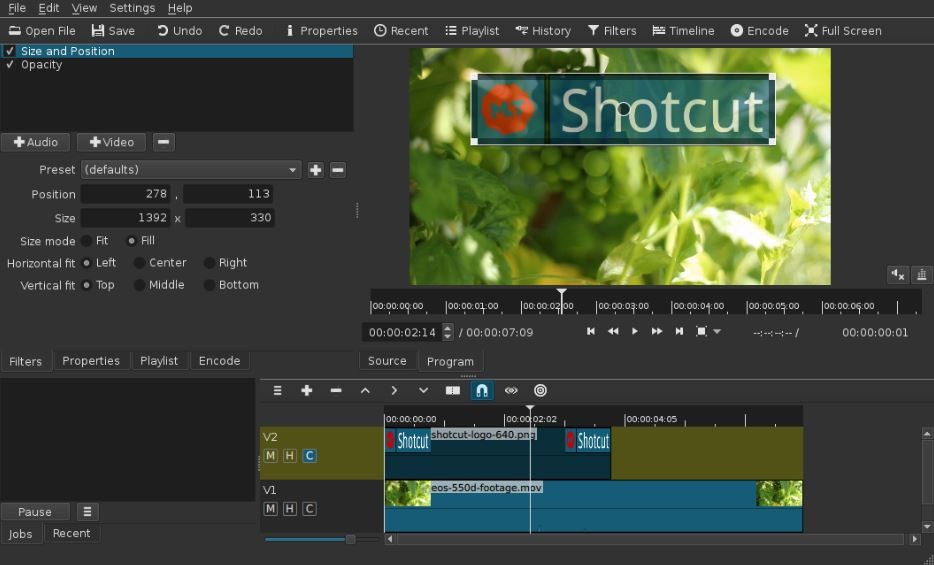 File Edit View Settings Help
Open File Save Undo Redo Properties Recent Playlist History Filters Timeline Encode Full Screen
Size and Position
Opacity
Audio Video
Preset (defaults)
Position 278 , 113
Size 1392 x 330
Size mode Fit Fill
Horizontal fit Left Center Right
Vertical fit Top Middle Bottom
Shotcut
00:00:00:00 00:00:01:00 00:00:02:00 00:00:03:00 00:00:04:00 00:00:05:00 00:00:06:00
00:00:02:14 / 00:00:07:09 --:--:--:-- / 00:00:00:01
Filters Properties Playlist Encode
Source Program
00:00:00:00 00:00:02:02 00:00:04:05
V2
Shotcut shotcut-logo-640.png Shotcut
M H C
V1
eos-550d-footage.mov
M H C
Pause
Jobs Recent